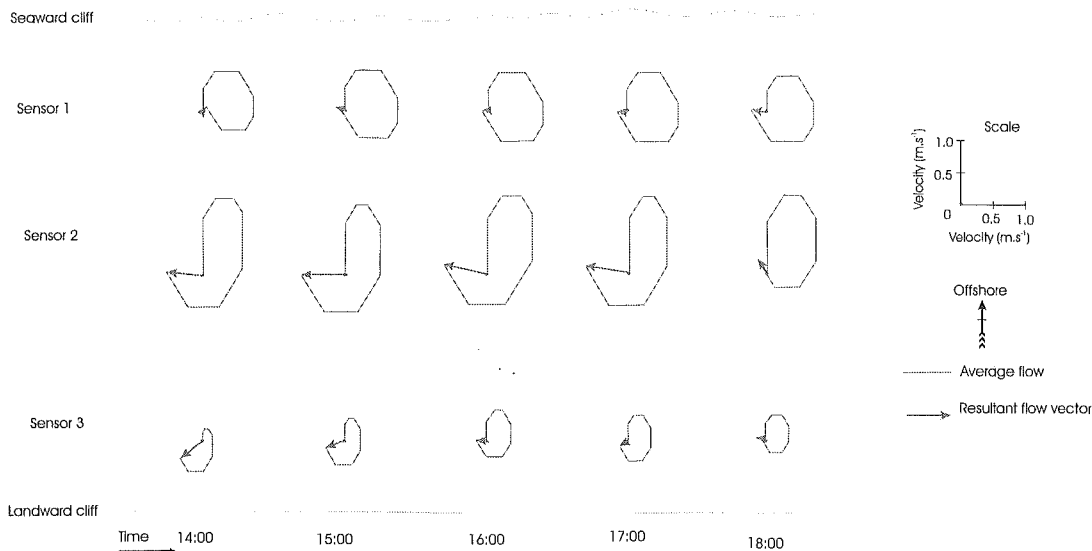 Seaward cliff
Sensor 1
Sensor 2
Sensor 3
Landward cliff
Time 14:00 15:00 16:00 17:00 18:00
Scale
Velocity (m.s⁻¹)
1.0
0.5
0 0.5 1.0
Velocity (m.s⁻¹)
Offshore
Average flow
Resultant flow vector